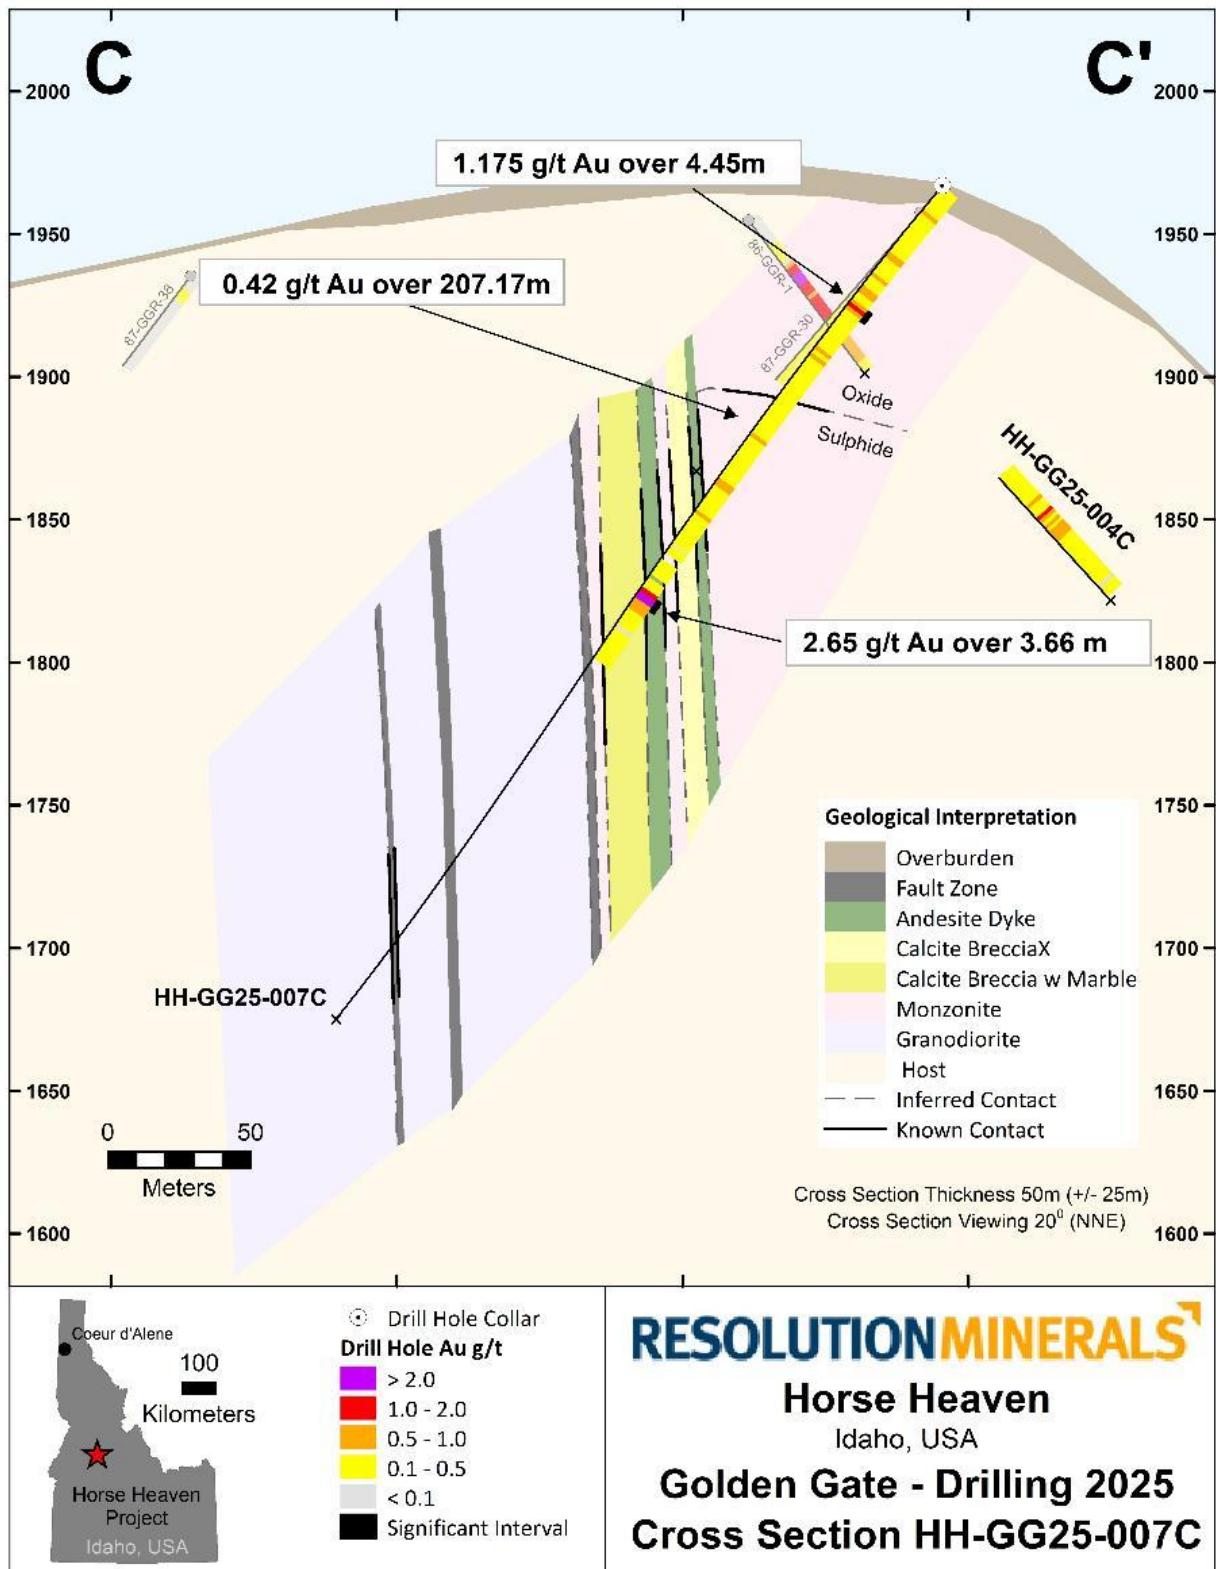 C
C'
2000
2000
1.175 g/t Au over 4.45m
1950
1950
86-GGR-1
0.42 g/t Au over 207.17m
87-GGR-38
87-GGR-30
1900
1900
Oxide
Sulphide
HH-GG25-004C
1850
1850
2.65 g/t Au over 3.66 m
1800
1800
1750
1750
Geological Interpretation
Overburden
Fault Zone
Andesite Dyke
Calcite BrecciaX
Calcite Breccia w Marble
Monzonite
Granodiorite
Host
Inferred Contact
Known Contact
1700
1700
HH-GG25-007C
1650
1650
0 50
Meters
Cross Section Thickness 50m (+/- 25m)
Cross Section Viewing 20⁰ (NNE)
1600
1600
Coeur d'Alene
100
Kilometers
Horse Heaven
Project
Idaho, USA
Drill Hole Collar
Drill Hole Au g/t
> 2.0
1.0 - 2.0
0.5 - 1.0
0.1 - 0.5
< 0.1
Significant Interval
RESOLUTIONMINERALS
Horse Heaven
Idaho, USA
Golden Gate - Drilling 2025
Cross Section HH-GG25-007C